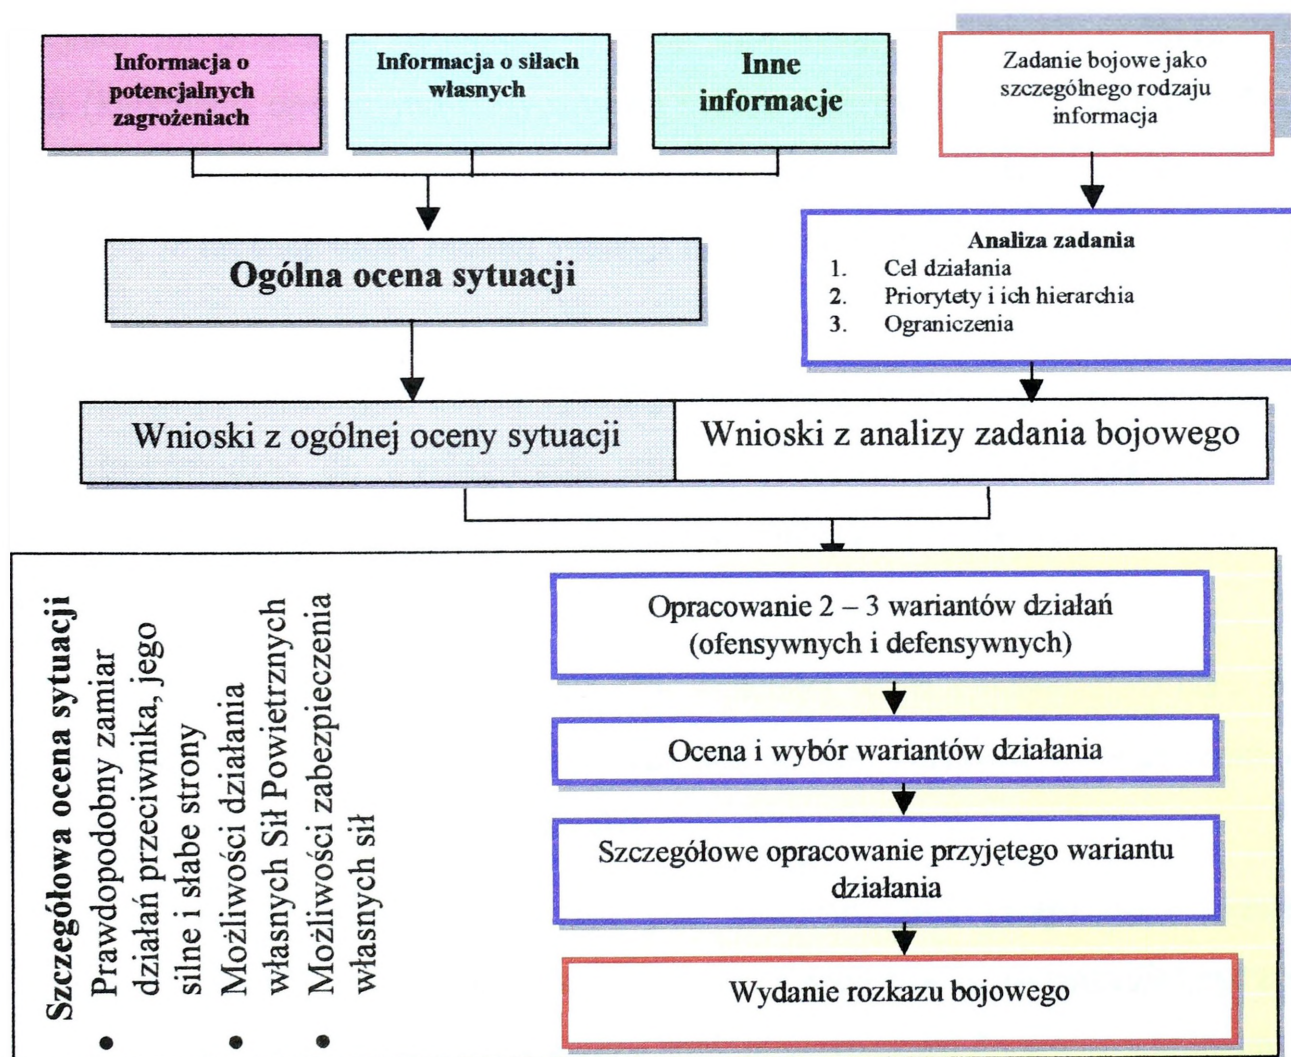 Informacja o
potencjalnych
zagrożeniach
Informacja o siłach
własnych
Inne
informacje
Zadanie bojowe jako
szczególnego rodzaju
informacja
Ogólna ocena sytuacji
Analiza zadania
1. Cel działania
2. Priorytety i ich hierarchia
3. Ograniczenia
Wnioski z ogólnej oceny sytuacji
Wnioski z analizy zadania bojowego
Szczegółowa ocena sytuacji
• Prawdopodobny zamiar
działań przeciwnika, jego
silne i słabe strony
• Możliwości działania
własnych Sił Powietrznych
• Możliwości zabezpieczenia
własnych sił
Opracowanie 2 – 3 wariantów działań
(ofensywnych i defensywnych)
Ocena i wybór wariantów działania
Szczegółowe opracowanie przyjętego wariantu
działania
Wydanie rozkazu bojowego